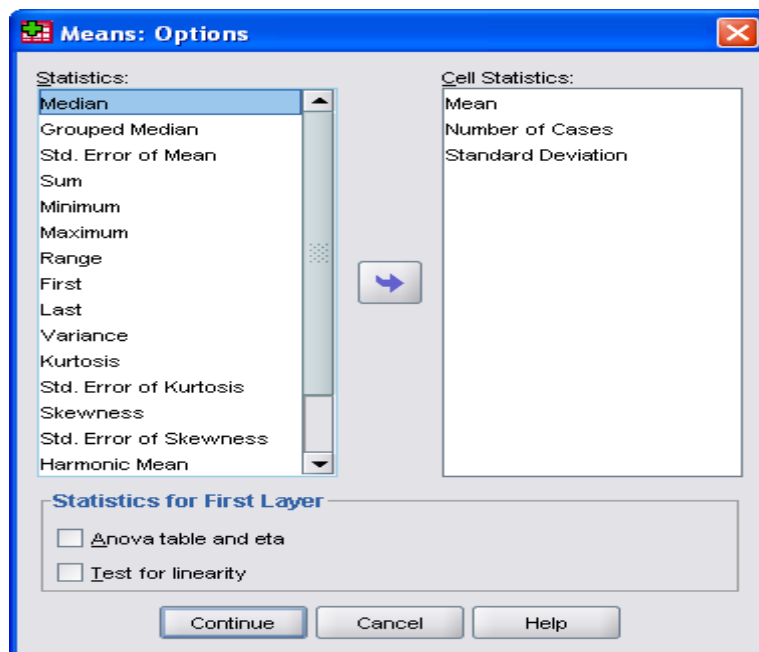 Means: Options
Statistics:
Median
Grouped Median
Std. Error of Mean
Sum
Minimum
Maximum
Range
First
Last
Variance
Kurtosis
Std. Error of Kurtosis
Skewness
Std. Error of Skewness
Harmonic Mean
Cell Statistics:
Mean
Number of Cases
Standard Deviation
Statistics for First Layer
Anova table and eta
Test for linearity
Continue
Cancel
Help